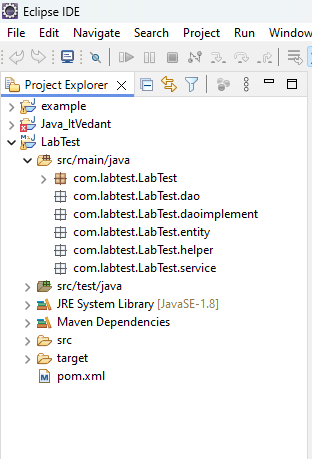 Eclipse IDE
File Edit Navigate Search Project Run Window
Project Explorer
example
Java_ItVedant
LabTest
src/main/java
com.labtest.LabTest
com.labtest.LabTest.dao
com.labtest.LabTest.daoimplement
com.labtest.LabTest.entity
com.labtest.LabTest.helper
com.labtest.LabTest.service
src/test/java
JRE System Library [JavaSE-1.8]
Maven Dependencies
src
target
pom.xml